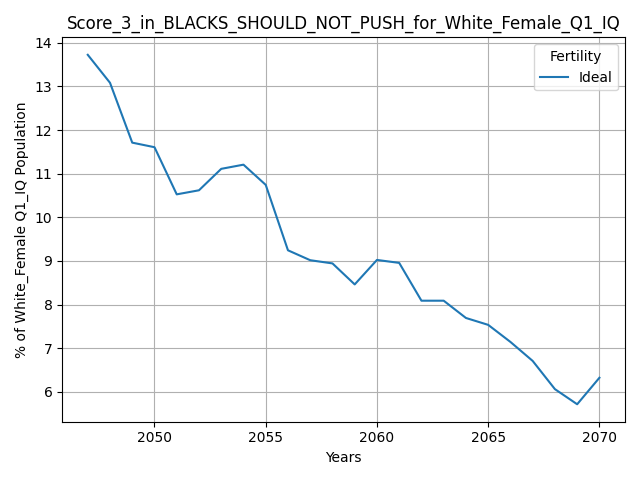 Score_3_in_BLACKS_SHOULD_NOT_PUSH_for_White_Female_Q1_IQ
Fertility
Ideal
% of White_Female Q1_IQ Population
14
13
12
11
10
9
8
7
6
2050
2055
2060
2065
2070
Years